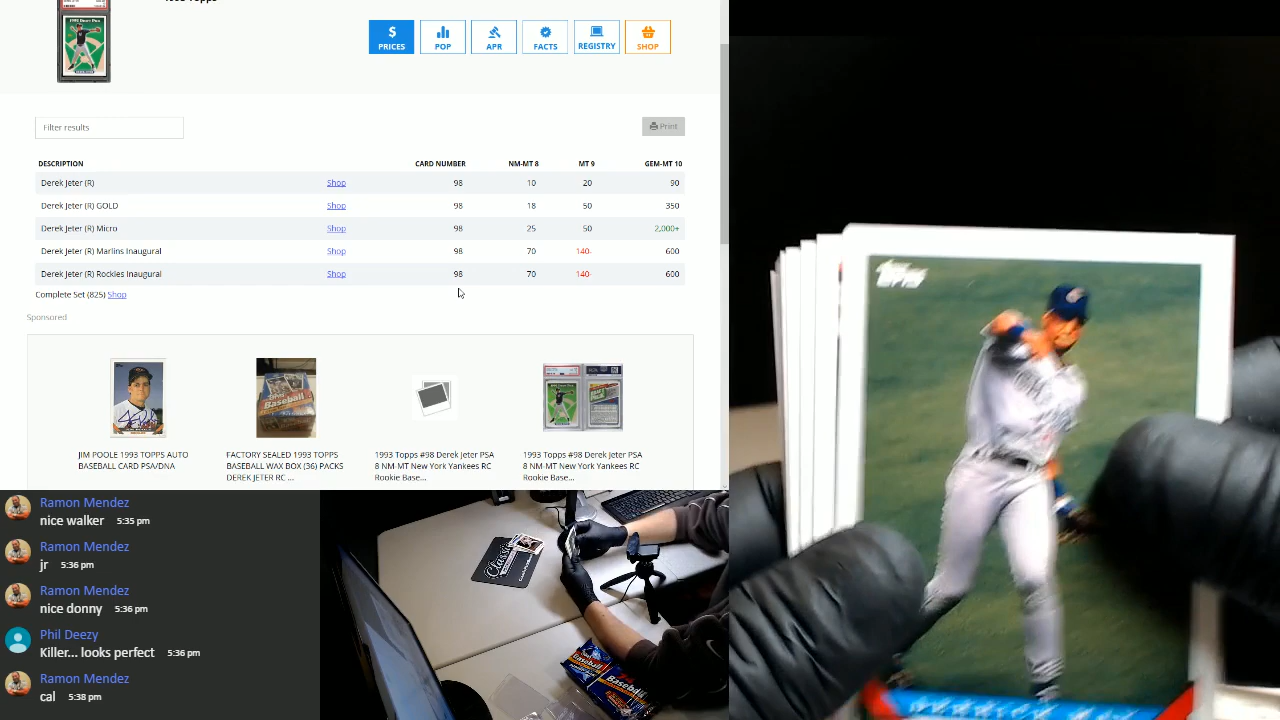 PRICES
POP
APR
FACTS
REGISTRY
SHOP
Filter results
Print
DESCRIPTION CARD NUMBER NM-MT 8 MT 9 GEM-MT 10
Derek Jeter (R) Shop 98 10 20 90
Derek Jeter (R) GOLD Shop 98 18 50 350
Derek Jeter (R) Micro Shop 98 25 50 2,000+
Derek Jeter (R) Marlins Inaugural Shop 98 70 140- 600
Derek Jeter (R) Rockies Inaugural Shop 98 70 140- 600
Complete Set (825) Shop
Sponsored
JIM POOLE 1993 TOPPS AUTO
BASEBALL CARD PSA/DNA
FACTORY SEALED 1993 TOPPS
BASEBALL WAX BOX (36) PACKS
DEREK JETER RC ...
1993 Topps #98 Derek Jeter PSA
8 NM-MT New York Yankees RC
Rookie Base...
1993 Topps #98 Derek Jeter PSA
8 NM-MT New York Yankees RC
Rookie Base...
Ramon Mendez
nice walker 5:35 pm
Ramon Mendez
jr 5:36 pm
Ramon Mendez
nice donny 5:36 pm
Phil Deezy
Killer... looks perfect 5:36 pm
Ramon Mendez
cal 5:38 pm
Classic
Baseball
Baseball
TOPPS